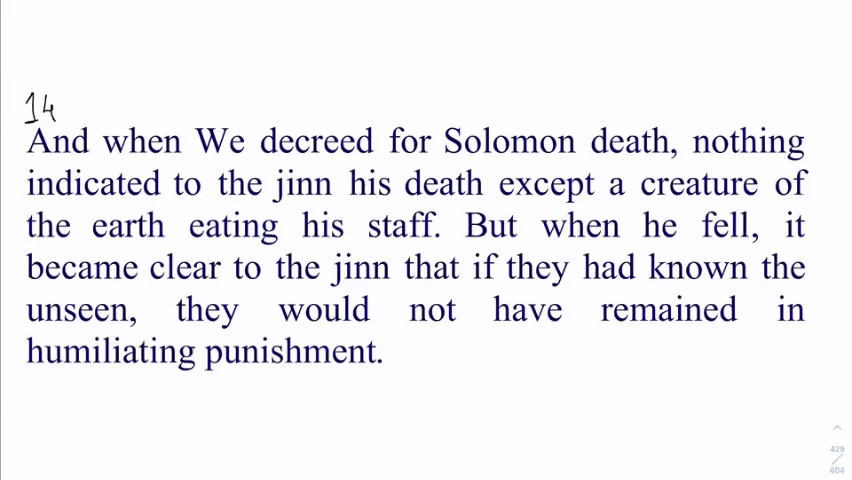 14
And when We decreed for Solomon death, nothing
indicated to the jinn his death except a creature of
the earth eating his staff. But when he fell, it
became clear to the jinn that if they had known the
unseen, they would not have remained in
humiliating punishment.
429
604